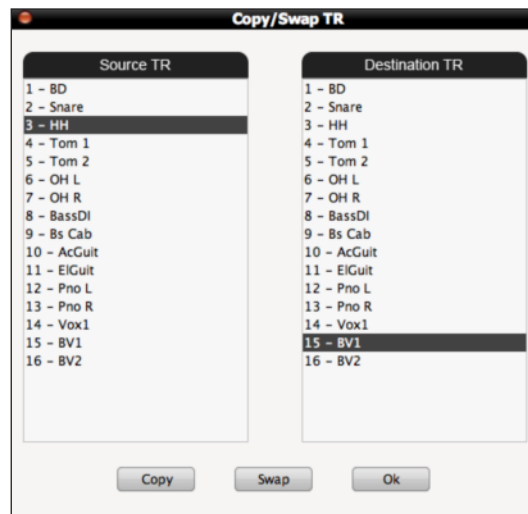 Copy/Swap TR
Source TR
1 - BD
2 - Snare
3 - HH
4 - Tom 1
5 - Tom 2
6 - OH L
7 - OH R
8 - BassDI
9 - Bs Cab
10 - AcGuit
11 - ElGuit
12 - Pno L
13 - Pno R
14 - Vox1
15 - BV1
16 - BV2
Destination TR
1 - BD
2 - Snare
3 - HH
4 - Tom 1
5 - Tom 2
6 - OH L
7 - OH R
8 - BassDI
9 - Bs Cab
10 - AcGuit
11 - ElGuit
12 - Pno L
13 - Pno R
14 - Vox1
15 - BV1
16 - BV2
Copy
Swap
Ok